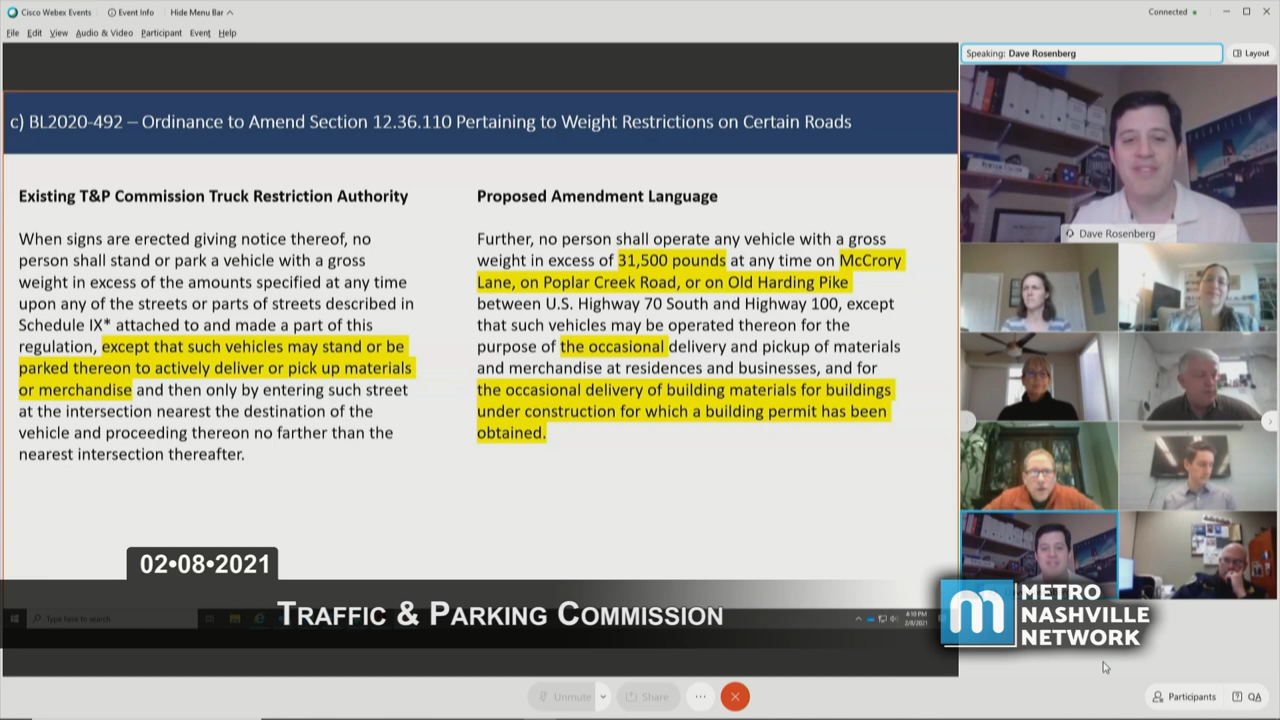 Cisco Webex Events
Event Info
Hide Menu Bar
Connected
File Edit View Audio & Video Participant Event Help
Speaking: Dave Rosenberg
Layout
c) BL2020-492 – Ordinance to Amend Section 12.36.110 Pertaining to Weight Restrictions on Certain Roads
Existing T&P Commission Truck Restriction Authority
When signs are erected giving notice thereof, no
person shall stand or park a vehicle with a gross
weight in excess of the amounts specified at any time
upon any of the streets or parts of streets described in
Schedule IX* attached to and made a part of this
regulation, except that such vehicles may stand or be
parked thereon to actively deliver or pick up materials
or merchandise and then only by entering such street
at the intersection nearest the destination of the
vehicle and proceeding thereon no farther than the
nearest intersection thereafter.
Proposed Amendment Language
Further, no person shall operate any vehicle with a gross
weight in excess of 31,500 pounds at any time on McCrory
Lane, on Poplar Creek Road, or on Old Harding Pike
between U.S. Highway 70 South and Highway 100, except
that such vehicles may be operated thereon for the
purpose of the occasional delivery and pickup of materials
and merchandise at residences and businesses, and for
the occasional delivery of building materials for buildings
under construction for which a building permit has been
obtained.
Dave Rosenberg
02•08•2021
Traffic & Parking Commission
Type here to search
4:10 PM
2/8/2021
m
METRO
NASHVILLE
NETWORK
Unmute
Share
Participants
QA